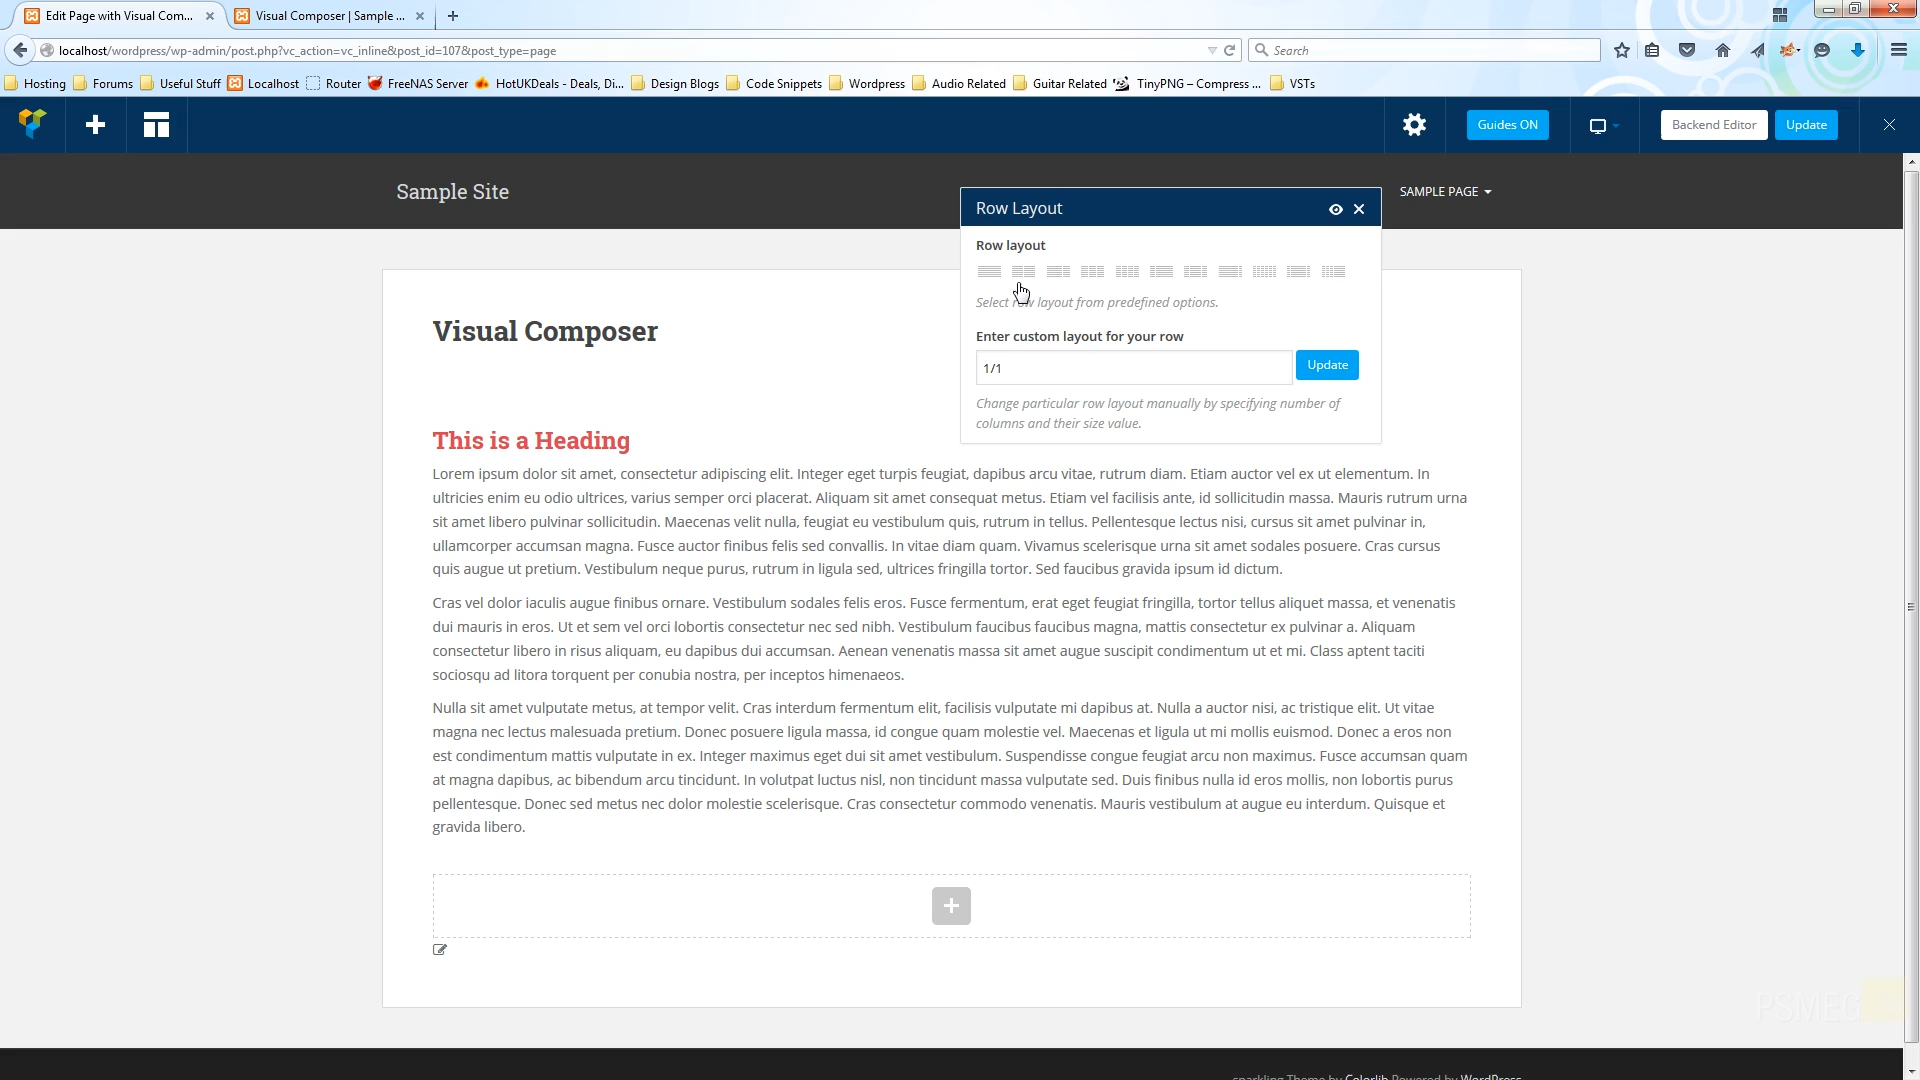 Edit Page with Visual Com...
Visual Composer | Sample ...
localhost/wordpress/wp-admin/post.php?vc_action=vc_inline&post_id=107&post_type=page
Search
Hosting
Forums
Useful Stuff
Localhost
Router
FreeNAS Server
HotUKDeals - Deals, Di...
Design Blogs
Code Snippets
Wordpress
Audio Related
Guitar Related
TinyPNG – Compress ...
VSTs
Guides ON
Backend Editor
Update
Sample Site
SAMPLE PAGE
Row Layout
Row layout
Select row layout from predefined options.
Enter custom layout for your row
1/1
Update
Change particular row layout manually by specifying number of
columns and their size value.
Visual Composer
This is a Heading
Lorem ipsum dolor sit amet, consectetur adipiscing elit. Integer eget turpis feugiat, dapibus arcu vitae, rutrum diam. Etiam auctor vel ex ut elementum. In
ultricies enim eu odio ultrices, varius semper orci placerat. Aliquam sit amet consequat metus. Etiam vel facilisis ante, id sollicitudin massa. Mauris rutrum urna
sit amet libero pulvinar sollicitudin. Maecenas velit nulla, feugiat eu vestibulum quis, rutrum in tellus. Pellentesque lectus nisi, cursus sit amet pulvinar in,
ullamcorper accumsan magna. Fusce auctor finibus felis sed convallis. In vitae diam quam. Vivamus scelerisque urna sit amet sodales posuere. Cras cursus
quis augue ut pretium. Vestibulum neque purus, rutrum in ligula sed, ultrices fringilla tortor. Sed faucibus gravida ipsum id dictum.
Cras vel dolor iaculis augue finibus ornare. Vestibulum sodales felis eros. Fusce fermentum, erat eget feugiat fringilla, tortor tellus aliquet massa, et venenatis
dui mauris in eros. Ut et sem vel orci lobortis consectetur nec sed nibh. Vestibulum faucibus faucibus magna, mattis consectetur ex pulvinar a. Aliquam
consectetur libero in risus aliquam, eu dapibus dui accumsan. Aenean venenatis massa sit amet augue suscipit condimentum ut et mi. Class aptent taciti
sociosqu ad litora torquent per conubia nostra, per inceptos himenaeos.
Nulla sit amet vulputate metus, at tempor velit. Cras interdum fermentum elit, facilisis vulputate mi dapibus at. Nulla a auctor nisi, ac tristique elit. Ut vitae
magna nec lectus malesuada pretium. Donec posuere ligula massa, id congue quam molestie vel. Maecenas et ligula ut mi mollis euismod. Donec a eros non
est condimentum mattis vulputate in ex. Integer maximus eget dui sit amet vestibulum. Suspendisse congue feugiat arcu non maximus. Fusce accumsan quam
at magna dapibus, ac bibendum arcu tincidunt. In volutpat luctus nisl, non tincidunt massa vulputate sed. Duis finibus nulla id eros mollis, non lobortis purus
pellentesque. Donec sed metus nec dolor molestie scelerisque. Cras consectetur commodo venenatis. Mauris vestibulum at augue eu interdum. Quisque et
gravida libero.
PSMEG
sparkling Theme by Colorlib Powered by WordPress